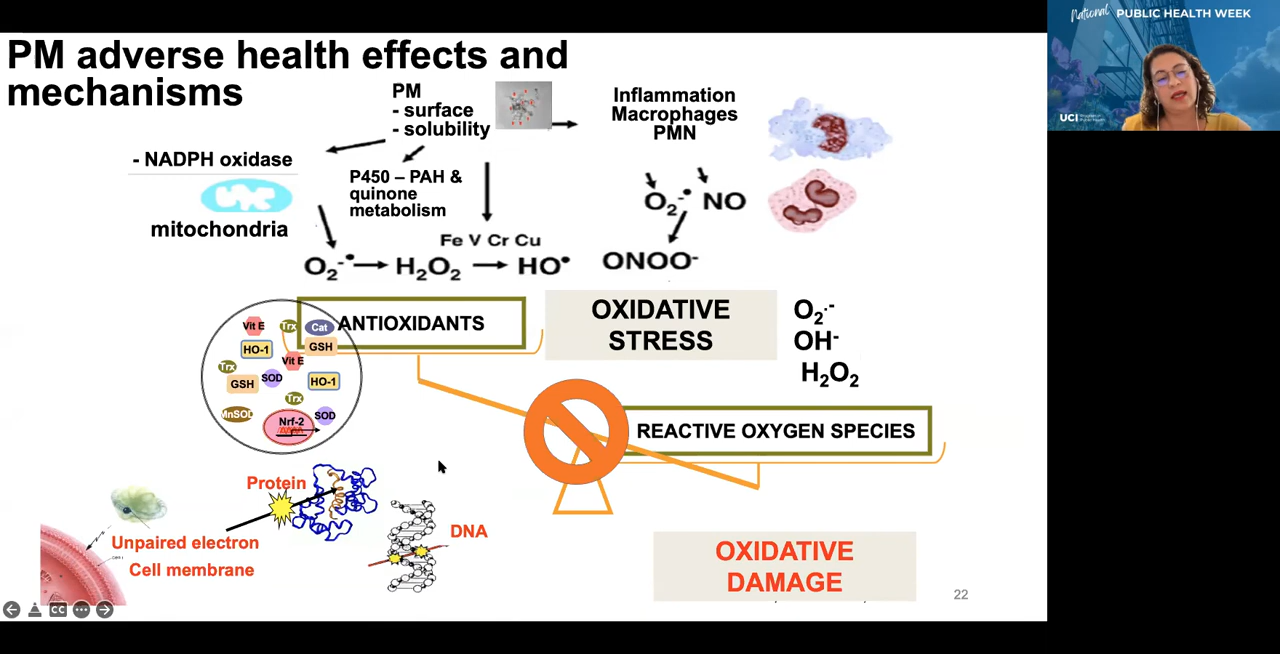 National PUBLIC HEALTH WEEK
UCI
PM adverse health effects and
mechanisms
PM
- surface
- solubility
Inflammation
Macrophages
PMN
- NADPH oxidase
mitochondria
P450 – PAH &
quinone
metabolism
O₂⁻• NO
Fe V Cr Cu
O₂⁻• → H₂O₂ → HO•
ONOO⁻
ANTIOXIDANTS
OXIDATIVE
STRESS
O₂·⁻
OH⁻
H₂O₂
Vit E
Trx
Cat
HO-1
GSH
Vit E
Trx
GSH
SOD
HO-1
Trx
MnSOD
Nrf-2
SOD
REACTIVE OXYGEN SPECIES
Protein
DNA
Unpaired electron
Cell membrane
OXIDATIVE
DAMAGE
22
CC